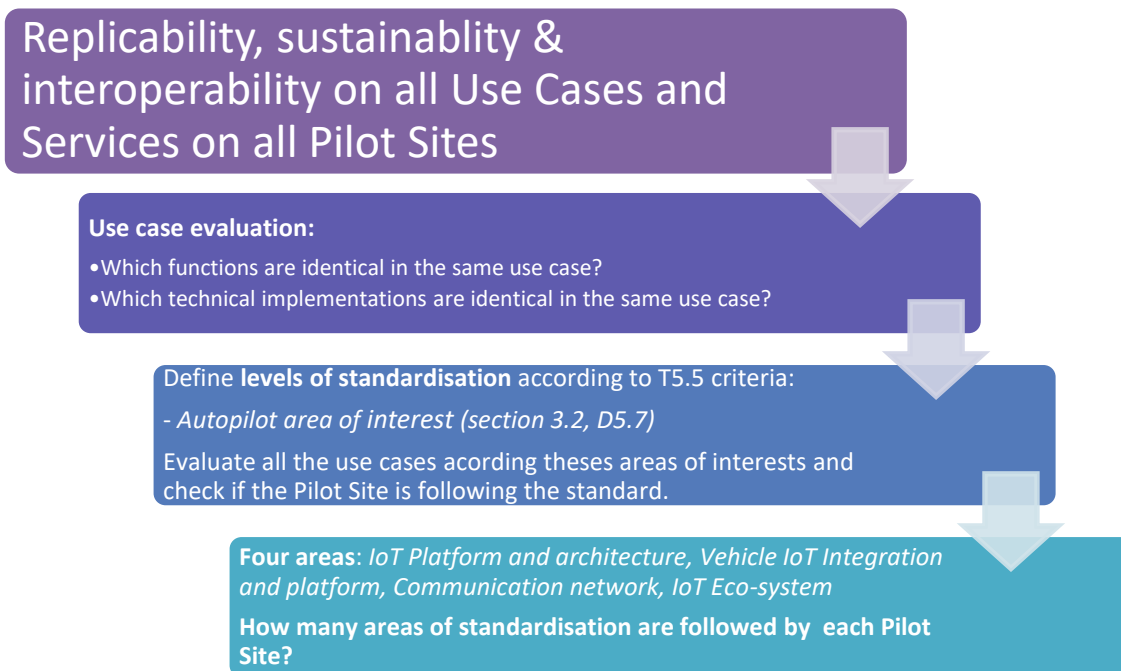 Replicability, sustainablity &
interoperability on all Use Cases and
Services on all Pilot Sites
Use case evaluation:
•Which functions are identical in the same use case?
•Which technical implementations are identical in the same use case?
Define levels of standardisation according to T5.5 criteria:
- Autopilot area of interest (section 3.2, D5.7)
Evaluate all the use cases acording theses areas of interests and
check if the Pilot Site is following the standard.
Four areas: IoT Platform and architecture, Vehicle IoT Integration
and platform, Communication network, IoT Eco-system
How many areas of standardisation are followed by each Pilot
Site?